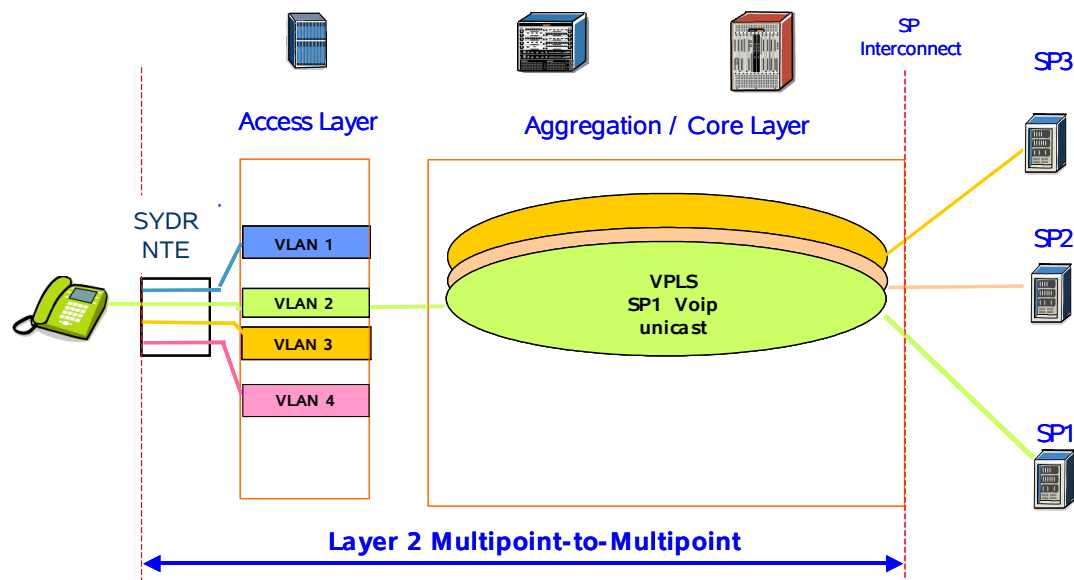 SP
Interconnect
SP3
Access Layer
Aggregation / Core Layer
SYDR
NTE
VLAN 1
VLAN 2
VLAN 3
VLAN 4
VPLS
SP1 Voip
unicast
SP2
SP1
Layer 2 Multipoint-to-Multipoint